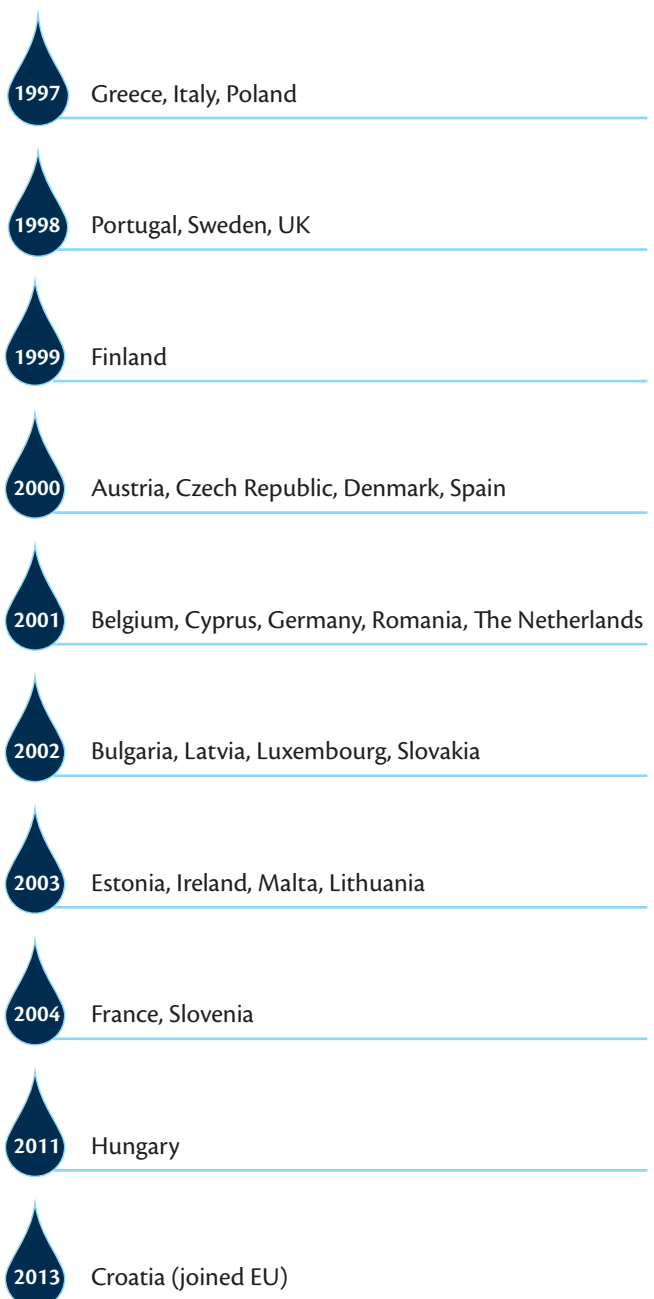 1997 Greece, Italy, Poland
1998 Portugal, Sweden, UK
1999 Finland
2000 Austria, Czech Republic, Denmark, Spain
2001 Belgium, Cyprus, Germany, Romania, The Netherlands
2002 Bulgaria, Latvia, Luxembourg, Slovakia
2003 Estonia, Ireland, Malta, Lithuania
2004 France, Slovenia
2011 Hungary
2013 Croatia (joined EU)